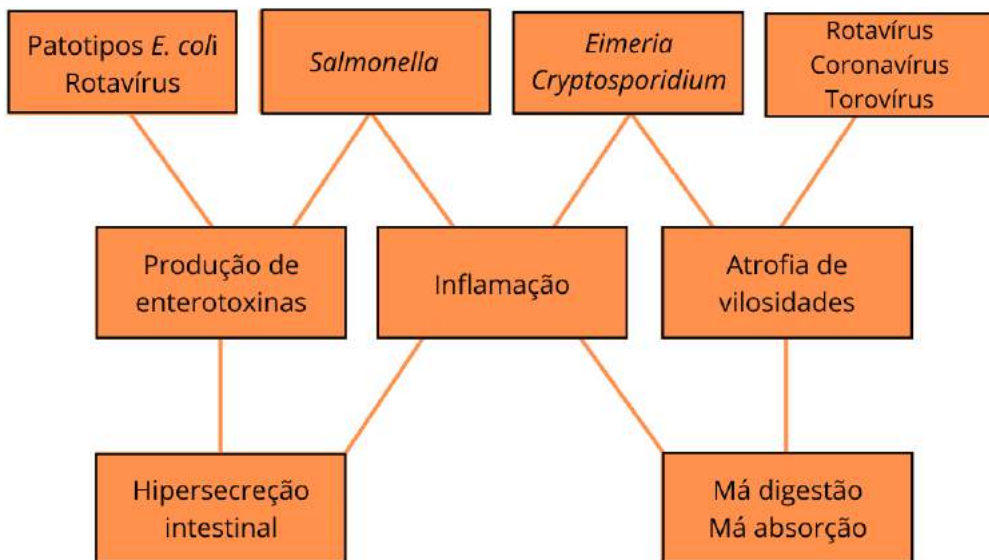 Patotipos E. coli
Rotavírus
Salmonella
Eimeria
Cryptosporidium
Rotavírus
Coronavírus
Torovírus
Produção de
enterotoxinas
Inflamação
Atrofia de
vilosidades
Hipersecreção
intestinal
Má digestão
Má absorção